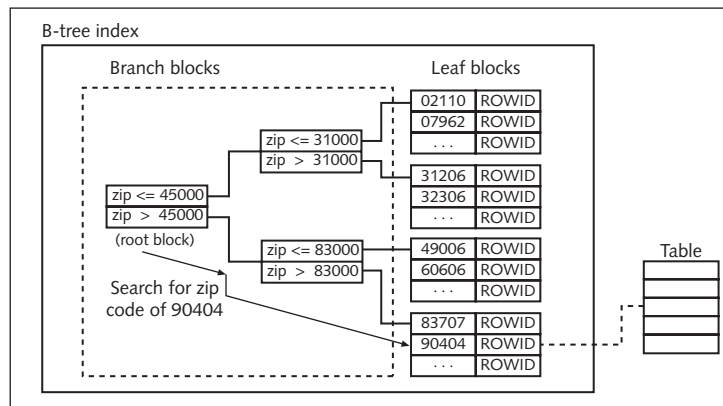 B-tree index
Branch blocks
Leaf blocks
02110 ROWID
07962 ROWID
. . . ROWID
zip <= 31000
zip > 31000
31206 ROWID
32306 ROWID
. . . ROWID
zip <= 45000
zip > 45000
(root block)
zip <= 83000
zip > 83000
49006 ROWID
60606 ROWID
. . . ROWID
Search for zip
code of 90404
83707 ROWID
90404 ROWID
. . . ROWID
Table